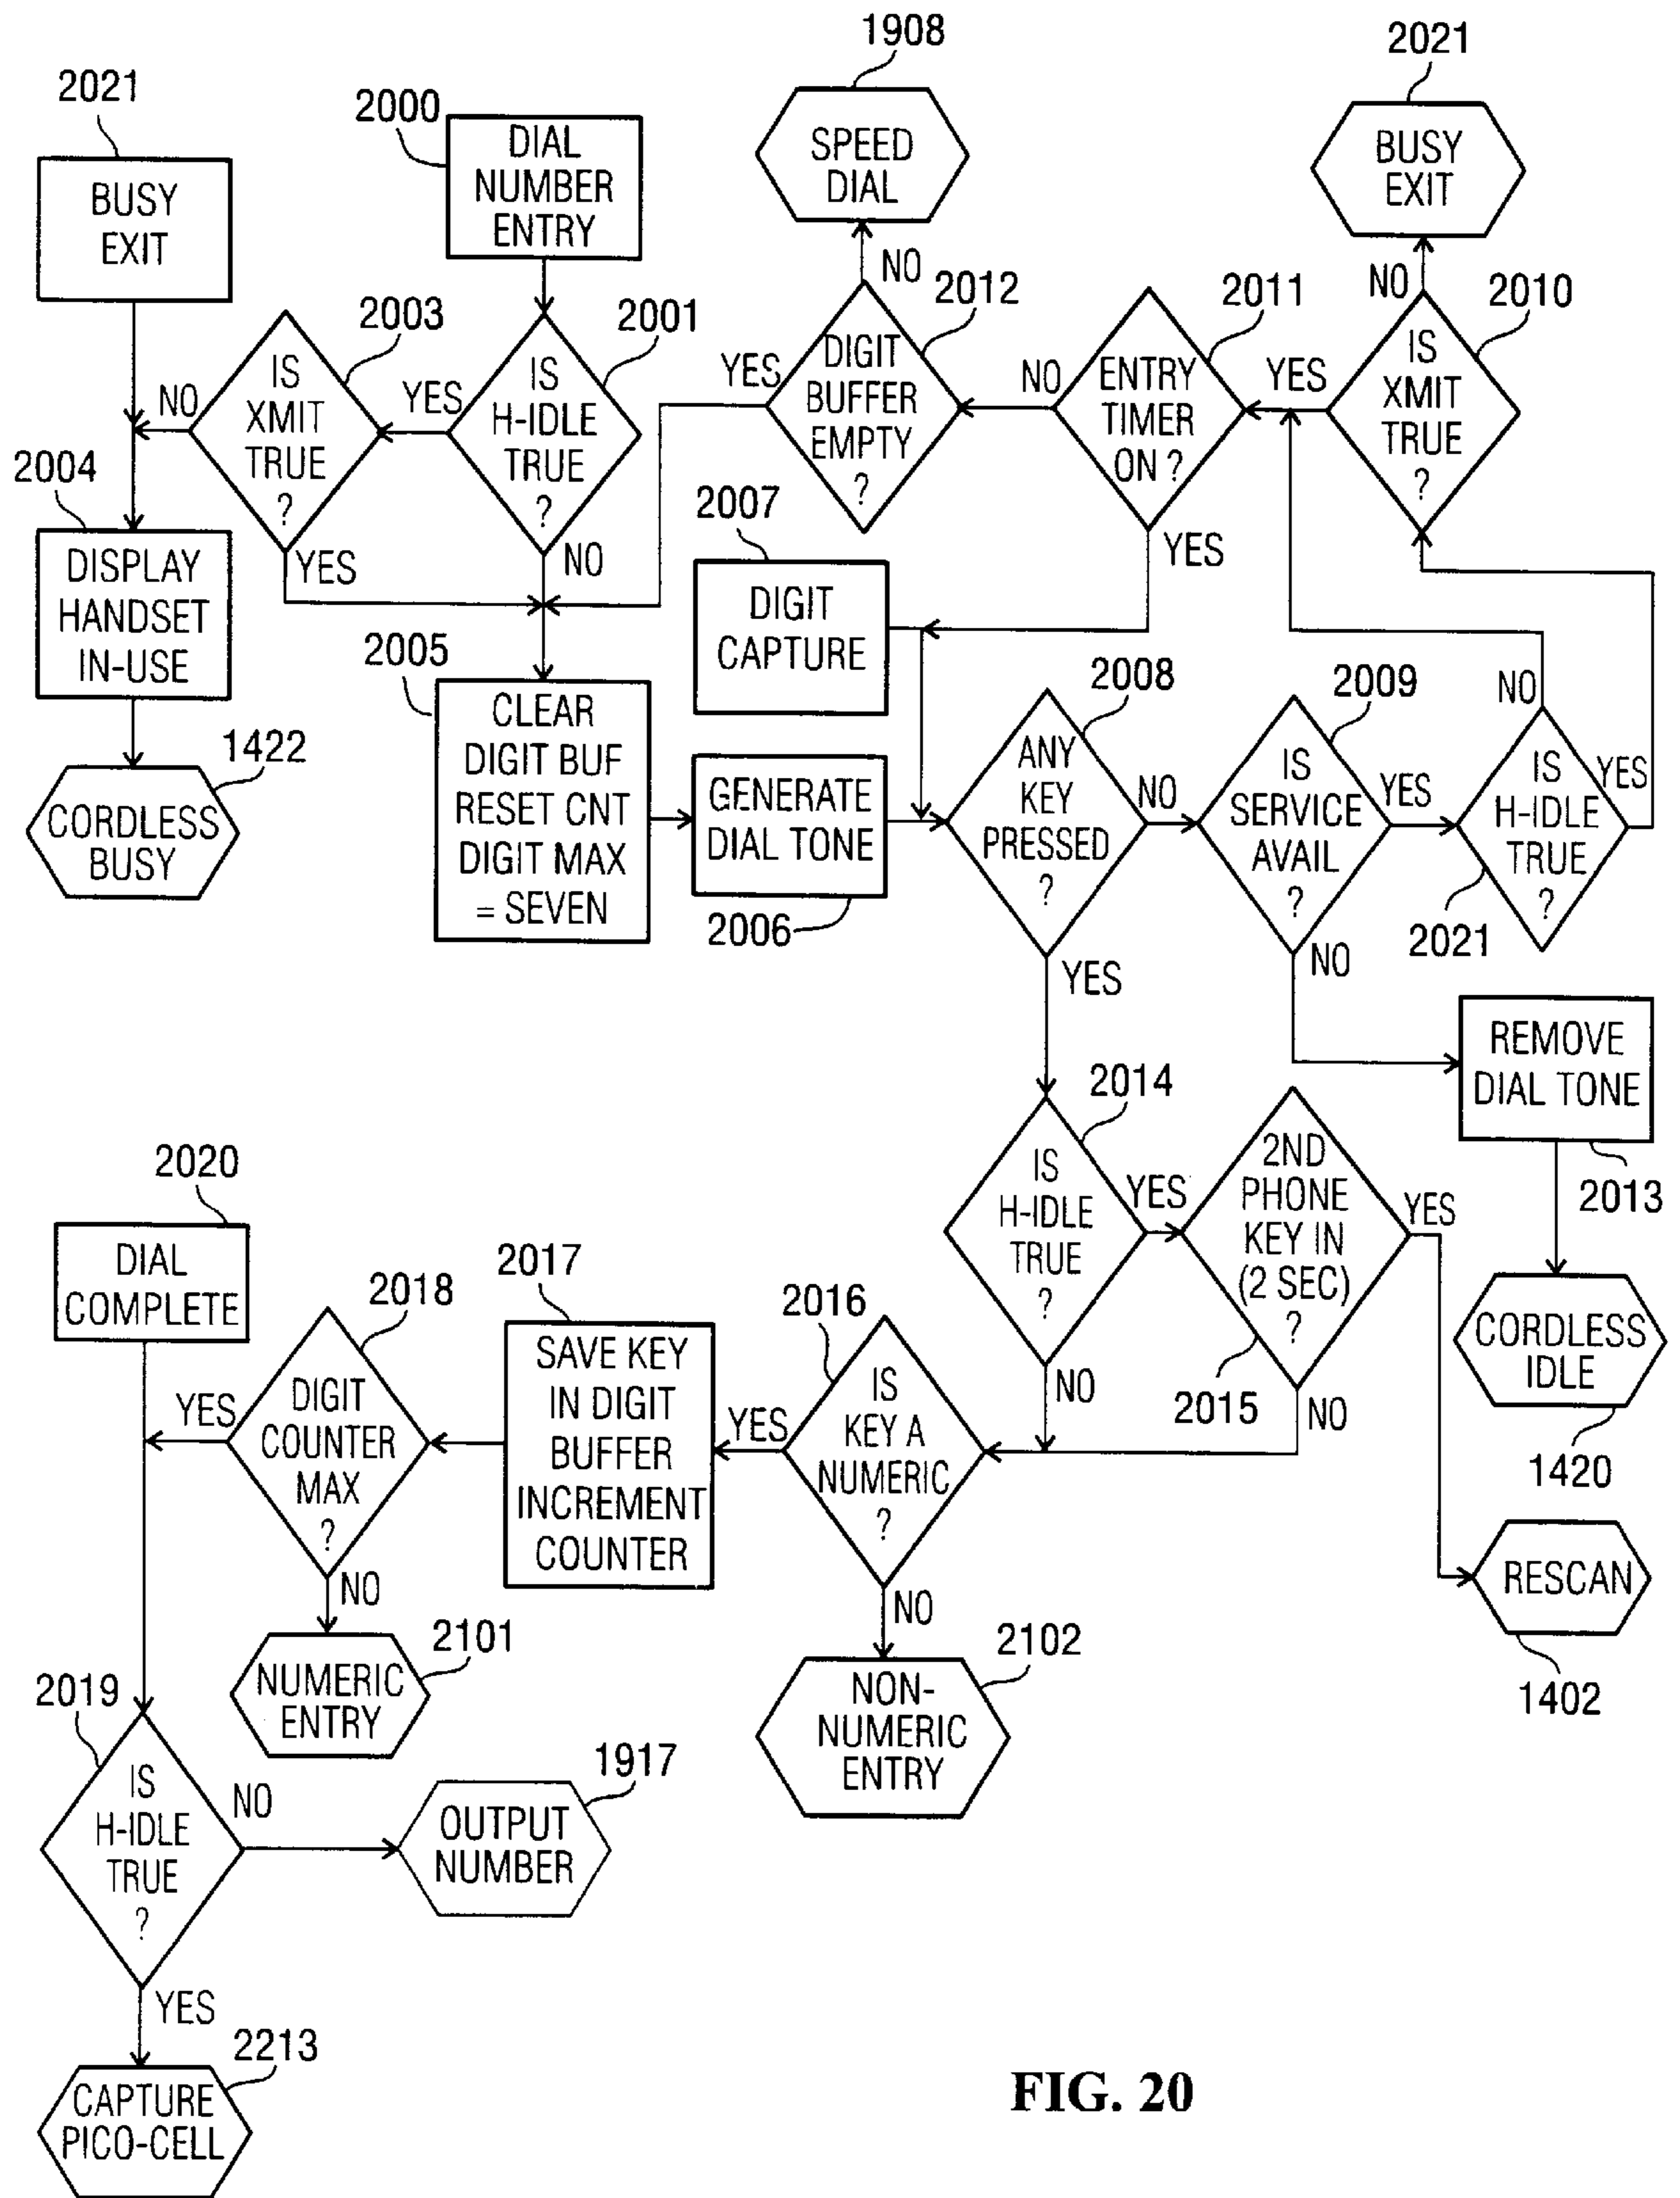 1908
2021
2021
2000
SPEED
DIAL
BUSY
EXIT
BUSY
EXIT
DIAL
NUMBER
ENTRY
NO
2012
2011
NO
2010
2003
2001
IS
XMIT
TRUE
?
NO
YES
IS
H-IDLE
TRUE
?
YES
DIGIT
BUFFER
EMPTY
?
NO
ENTRY
TIMER
ON ?
YES
IS
XMIT
TRUE
?
2004
YES
NO
2007
YES
DISPLAY
HANDSET
IN-USE
DIGIT
CAPTURE
2005
2008
2009
NO
1422
CORDLESS
BUSY
CLEAR
DIGIT BUF
RESET CNT
DIGIT MAX
= SEVEN
GENERATE
DIAL TONE
2006
ANY
KEY
PRESSED
?
NO
IS
SERVICE
AVAIL
?
YES
IS
H-IDLE
TRUE
?
YES
2021
YES
NO
REMOVE
DIAL TONE
2013
2014
IS
H-IDLE
TRUE
?
YES
2ND
PHONE
KEY IN
(2 SEC)
?
YES
2015
NO
NO
CORDLESS
IDLE
1420
2020
DIAL
COMPLETE
2018
2017
2016
YES
DIGIT
COUNTER
MAX
?
SAVE KEY
IN DIGIT
BUFFER
INCREMENT
COUNTER
YES
IS
KEY A
NUMERIC
?
RESCAN
1402
NO
NO
2101
NUMERIC
ENTRY
2102
NON-
NUMERIC
ENTRY
2019
IS
H-IDLE
TRUE
?
NO
1917
OUTPUT
NUMBER
YES
2213
CAPTURE
PICO-CELL
FIG. 20